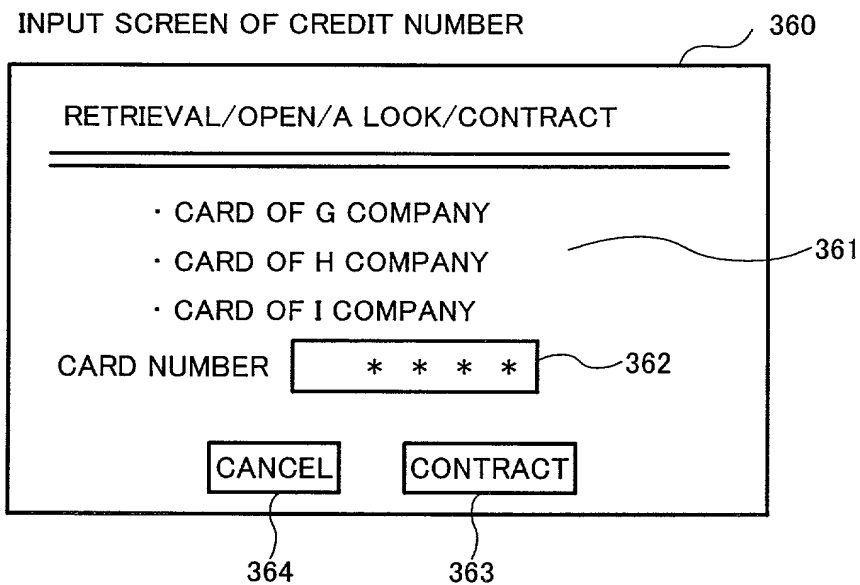 INPUT SCREEN OF CREDIT NUMBER 360
RETRIEVAL/OPEN/A LOOK/CONTRACT
· CARD OF G COMPANY
· CARD OF H COMPANY 361
· CARD OF I COMPANY
CARD NUMBER * * * * 362
CANCEL CONTRACT
364 363